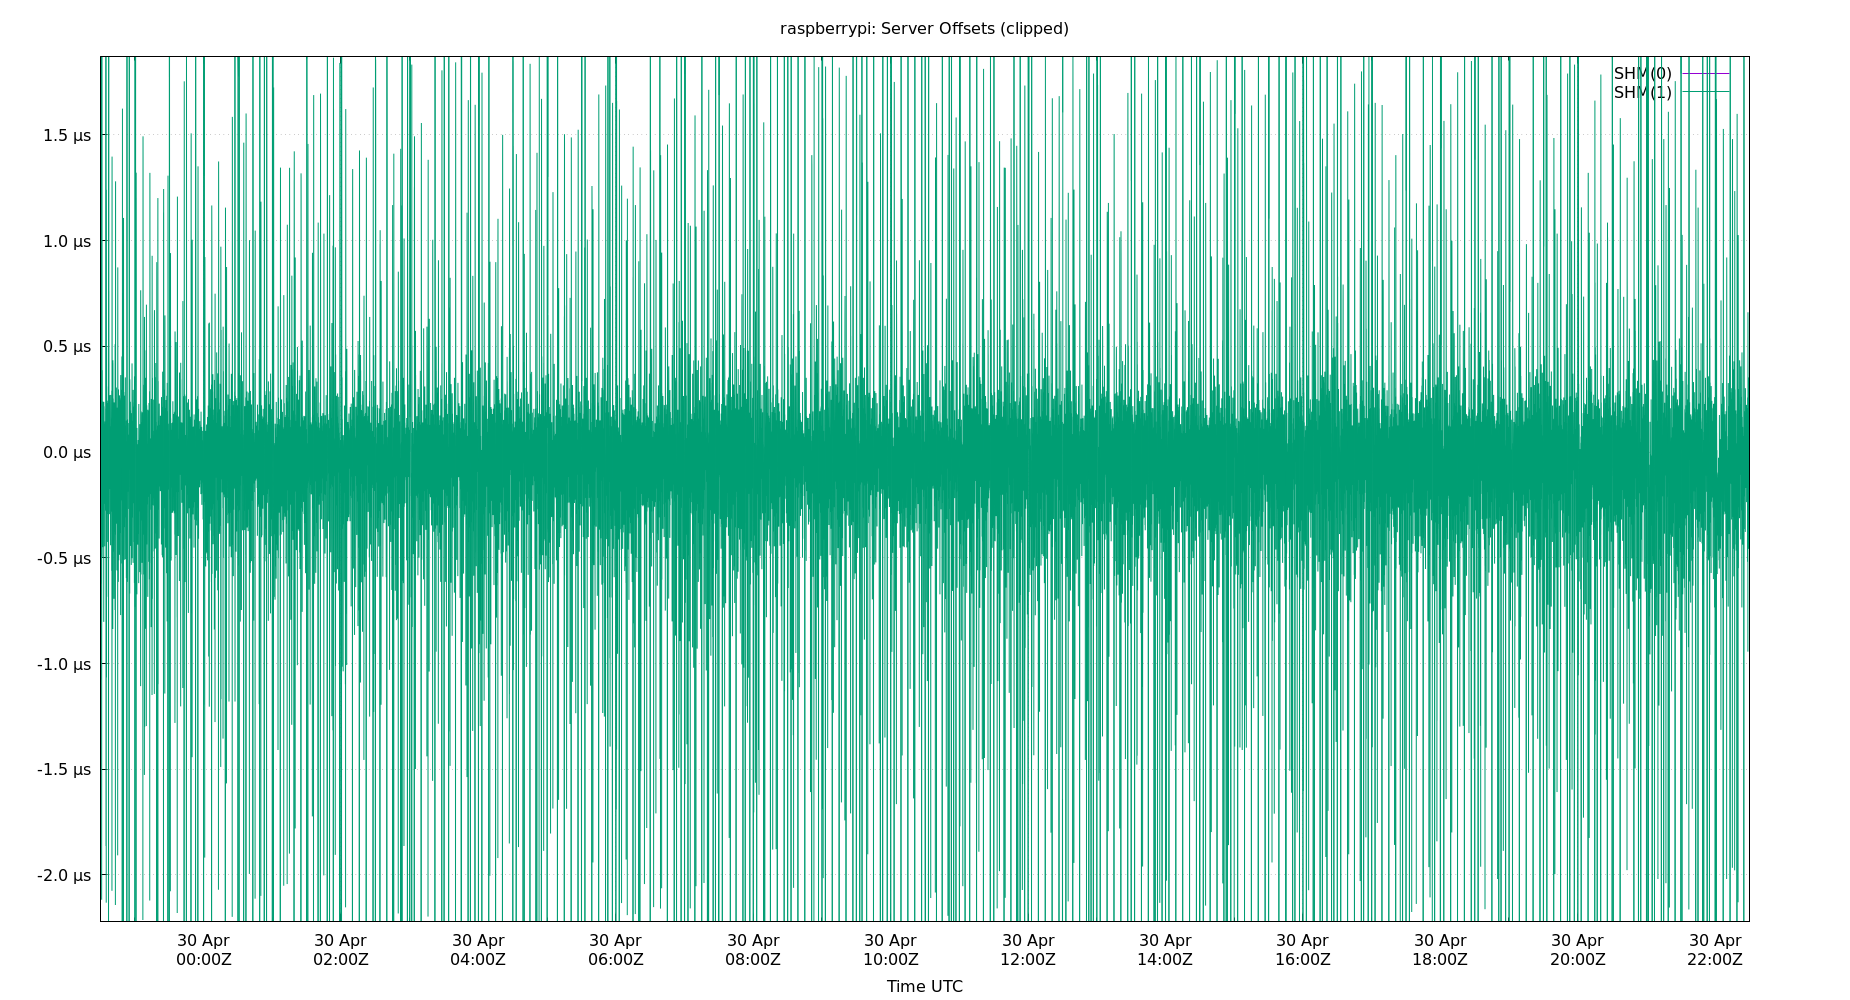 raspberrypi: Server Offsets (clipped)
SHM(0)
SHM(1)
1.5 µs
1.0 µs
0.5 µs
0.0 µs
-0.5 µs
-1.0 µs
-1.5 µs
-2.0 µs
30 Apr 30 Apr 30 Apr 30 Apr 30 Apr 30 Apr 30 Apr 30 Apr 30 Apr 30 Apr 30 Apr 30 Apr
00:00Z 02:00Z 04:00Z 06:00Z 08:00Z 10:00Z 12:00Z 14:00Z 16:00Z 18:00Z 20:00Z 22:00Z
Time UTC